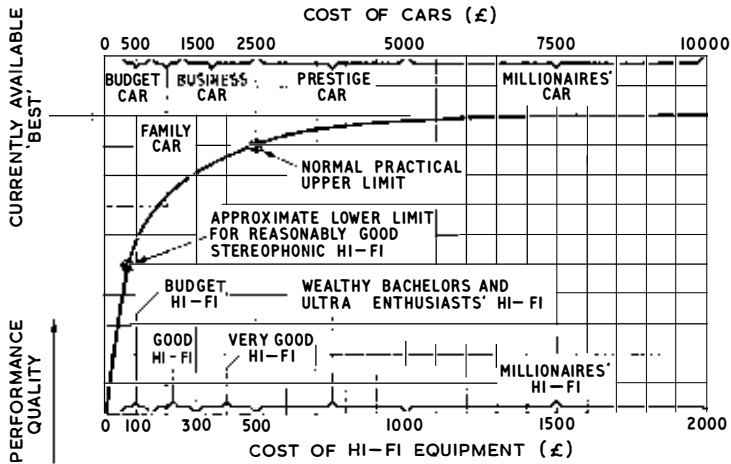 COST OF CARS (£)
0 500 1500 2500 5000 7500 10000
BUDGET CAR
BUSINESS CAR
PRESTIGE CAR
MILLIONAIRES' CAR
CURRENTLY AVAILABLE
'BEST'
FAMILY CAR
NORMAL PRACTICAL
UPPER LIMIT
APPROXIMATE LOWER LIMIT
FOR REASONABLY GOOD
STEREOPHONIC HI-FI
BUDGET
HI-FI
WEALTHY BACHELORS AND
ULTRA ENTHUSIASTS' HI-FI
GOOD
HI-FI
VERY GOOD
HI-FI
MILLIONAIRES'
HI-FI
PERFORMANCE
QUALITY
0 100 300 500 1000 1500 2000
COST OF HI-FI EQUIPMENT (£)